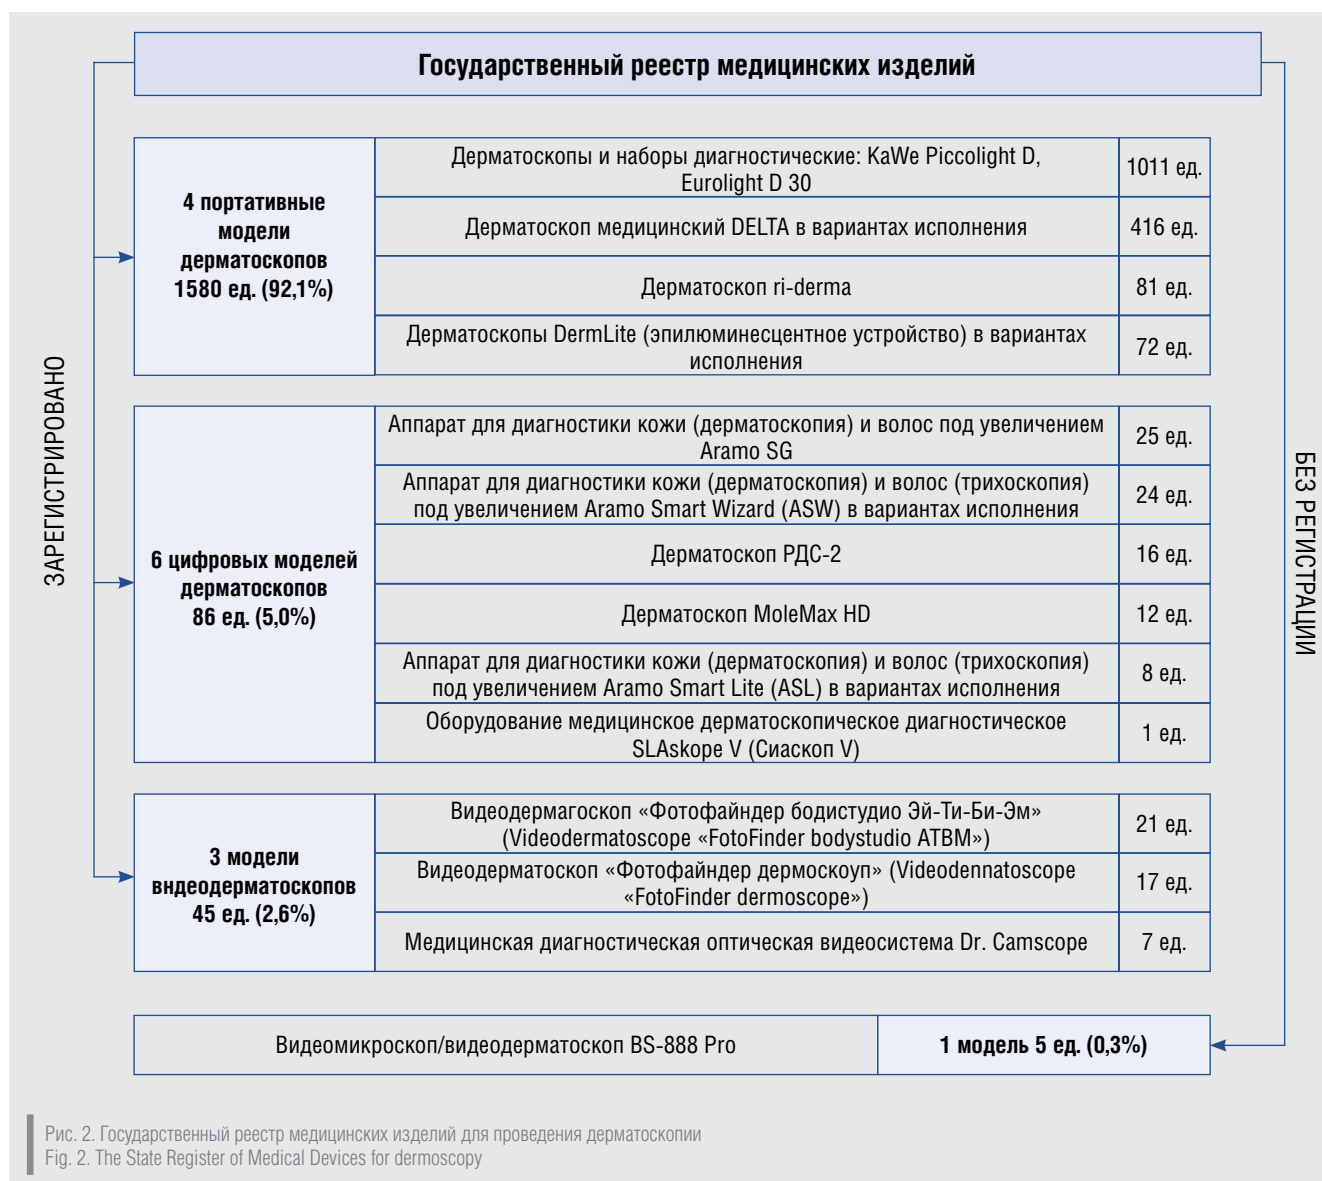 Государственный реестр медицинских изделий
ЗАРЕГИСТРИРОВАНО
4 портативные
модели
дерматоскопов
1580 ед. (92,1%)
Дерматоскопы и наборы диагностические: KaWe Piccolight D,
Eurolight D 30
1011 ед.
Дерматоскоп медицинский DELTA в вариантах исполнения
416 ед.
Дерматоскоп ri-derma
81 ед.
Дерматоскопы DermLite (эпилюминесцентное устройство) в вариантах
исполнения
72 ед.
6 цифровых моделей
дерматоскопов
86 ед. (5,0%)
Аппарат для диагностики кожи (дерматоскопия) и волос под увеличением
Aramo SG
25 ед.
Аппарат для диагностики кожи (дерматоскопия) и волос (трихоскопия)
под увеличением Aramo Smart Wizard (ASW) в вариантах исполнения
24 ед.
Дерматоскоп РДС-2
16 ед.
Дерматоскоп MoleMax HD
12 ед.
Аппарат для диагностики кожи (дерматоскопия) и волос (трихоскопия)
под увеличением Aramo Smart Lite (ASL) в вариантах исполнения
8 ед.
Оборудование медицинское дерматоскопическое диагностическое
SLAskope V (Сиаскоп V)
1 ед.
3 модели
вндеодерматоскопов
45 ед. (2,6%)
Видеодермагоскоп «Фотофайндер бодистудио Эй-Ти-Би-Эм»
(Videodermatoscope «FotoFinder bodystudio ATBM»)
21 ед.
Видеодерматоскоп «Фотофайндер дермоскоуп» (Videodennatoscope
«FotoFinder dermoscope»)
17 ед.
Медицинская диагностическая оптическая видеосистема Dr. Camscope
7 ед.
БЕЗ РЕГИСТРАЦИИ
Видеомикроскоп/видеодерматоскоп BS-888 Pro
1 модель 5 ед. (0,3%)
Рис. 2. Государственный реестр медицинских изделий для проведения дерматоскопии
Fig. 2. The State Register of Medical Devices for dermoscopy